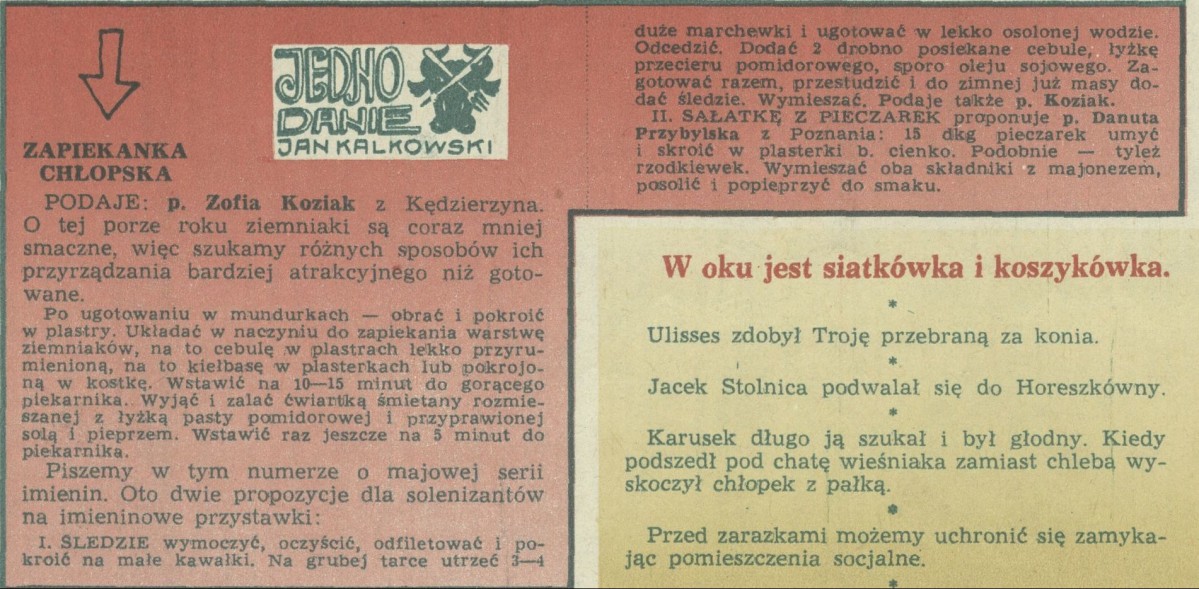 JEDNO
DANIE
JAN KALKOWSKI
ZAPIEKANKA
CHŁOPSKA
PODAJE: p. Zofia Koziak z Kędzierzyna.
O tej porze roku ziemniaki są coraz mniej
smaczne, więc szukamy różnych sposobów ich
przyrządzania bardziej atrakcyjnego niż goto-
wane.
Po ugotowaniu w mundurkach — obrać i pokroić
w plastry. Układać w naczyniu do zapiekania warstwę
ziemniaków, na to cebulę w plastrach lekko przyru-
mienioną, na to kiełbasę w plasterkach lub pokrojo-
ną w kostkę. Wstawić na 10—15 minut do gorącego
piekarnika. Wyjąć i zalać ćwiartką śmietany rozmie-
szanej z łyżką pasty pomidorowej i przyprawionej
solą i pieprzem. Wstawić raz jeszcze na 5 minut do
piekarnika.
Piszemy w tym numerze o majowej serii
imienin. Oto dwie propozycje dla solenizantów
na imieninowe przystawki:
I. ŚLEDZIE wymoczyć, oczyścić, odfiletować i po-
kroić na małe kawałki. Na grubej tarce utrzeć 3—4
duże marchewki i ugotować w lekko osolonej wodzie.
Odcedzić. Dodać 2 drobno posiekane cebule, łyżkę
przecieru pomidorowego, sporo oleju sojowego. Za-
gotować razem, przestudzić i do zimnej już masy do-
dać śledzie. Wymieszać. Podaje także p. Koziak.
II. SAŁATKĘ Z PIECZAREK proponuje p. Danuta
Przybylska z Poznania: 15 dkg pieczarek umyć
i skroić w plasterki b. cienko. Podobnie — tyleż
rzodkiewek. Wymieszać oba składniki z majonezem,
posolić i popieprzyć do smaku.
W oku jest siatkówka i koszykówka.
*
Ulisses zdobył Troję przebraną za konia.
*
Jacek Stolnica podwalał się do Horeszkówny.
*
Karusek długo ją szukał i był głodny. Kiedy
podszedł pod chatę wieśniaka zamiast chleba wy-
skoczył chłopek z pałką.
*
Przed zarazkami możemy uchronić się zamyka-
jąc pomieszczenia socjalne.
*